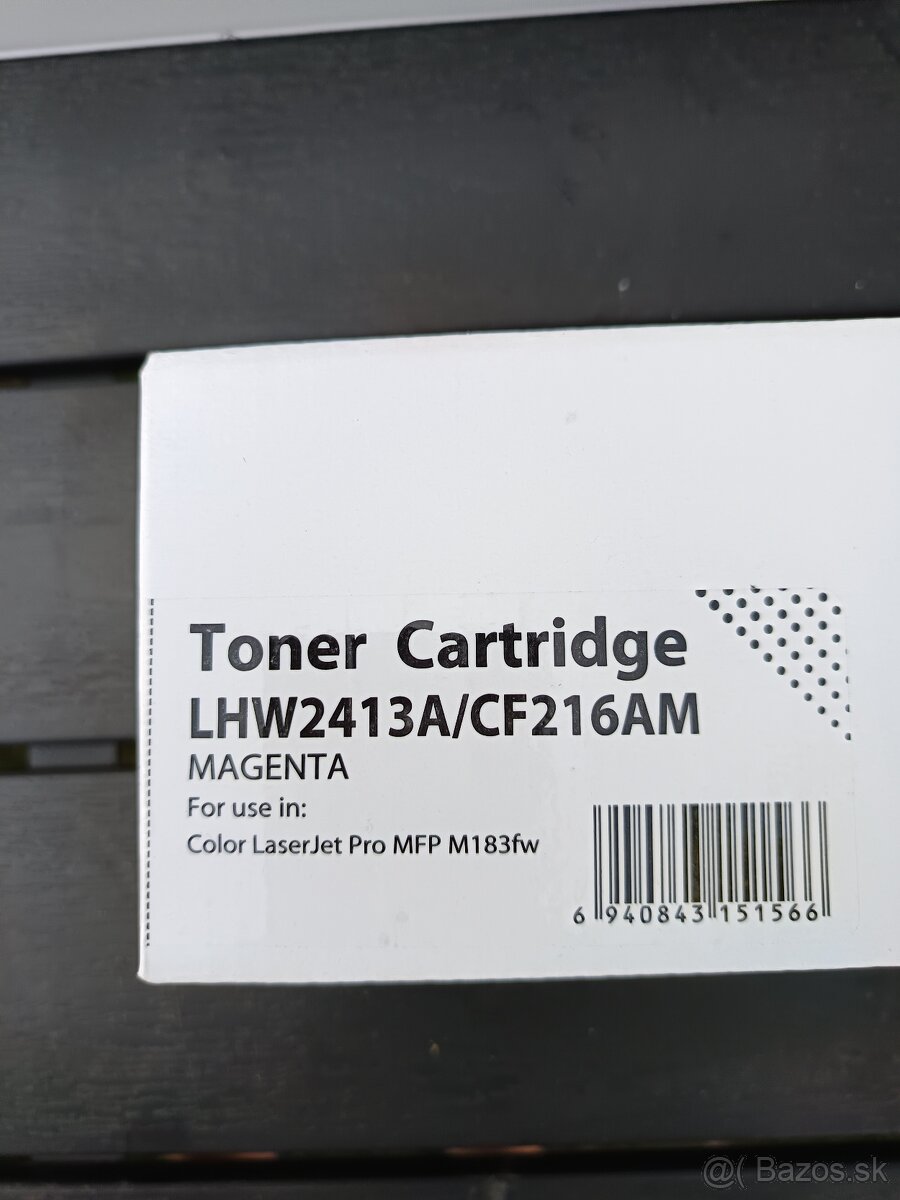 Toner Cartridge
LHW2413A/CF216AM
MAGENTA
For use in:
Color LaserJet Pro MFP M183fw
6 940843 151566
@( Bazos.sk